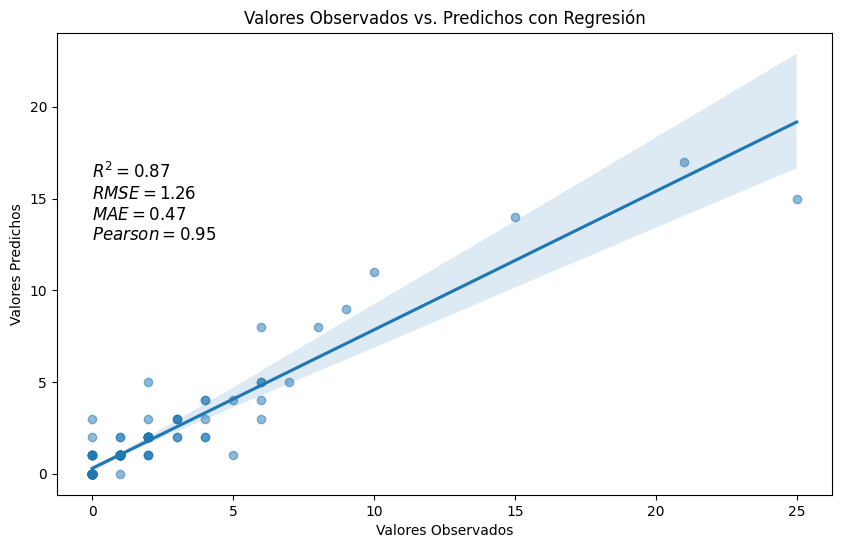 Valores Observados vs. Predichos con Regresión
Valores Predichos
20
15
10
5
0
R² = 0.87
RMSE = 1.26
MAE = 0.47
Pearson = 0.95
0 5 10 15 20 25
Valores Observados